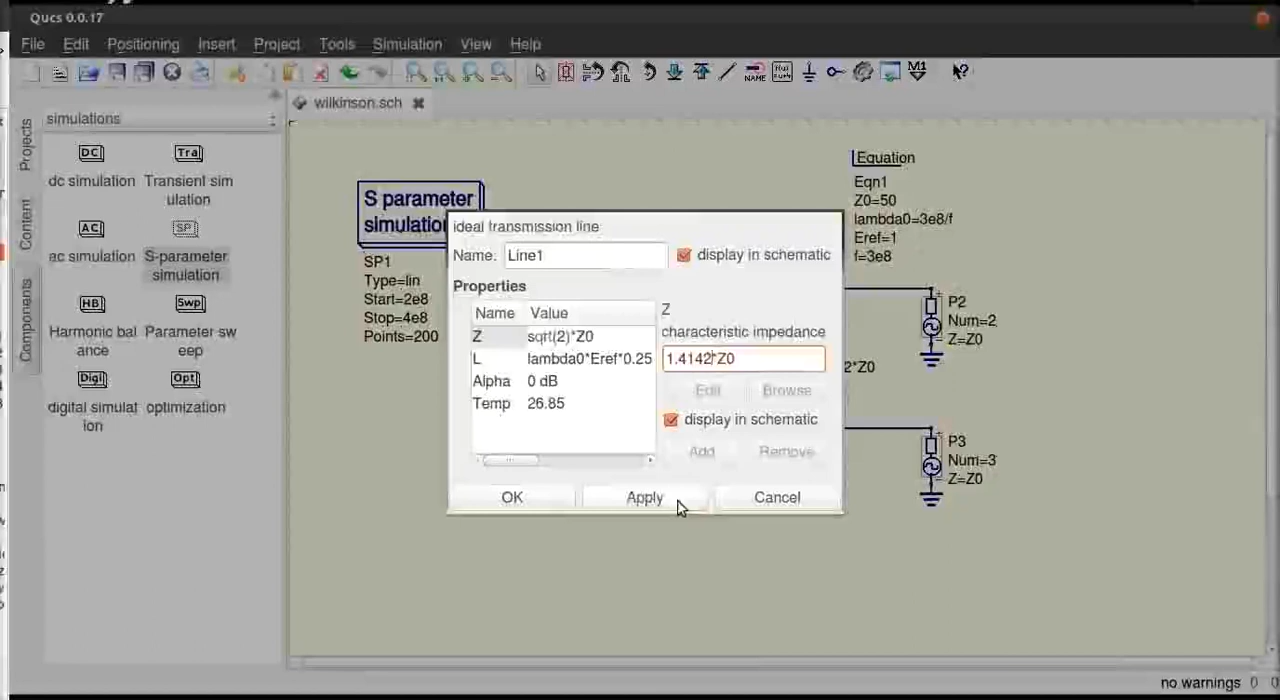 Qucs 0.0.17
File Edit Positioning Insert Project Tools Simulation View Help
NAME
M1
wilkinson.sch
Projects
Content
Components
simulations
DC
dc simulation
Tra
Transient sim
ulation
AC
ac simulation
SP
S-parameter
simulation
HB
Harmonic bal
ance
Swp
Parameter sw
eep
Digi
digital simulat
ion
Opt
optimization
S parameter
simulation
SP1
Type=lin
Start=2e8
Stop=4e8
Points=200
Equation
Eqn1
Z0=50
lambda0=3e8/f
Eref=1
f=3e8
P2
Num=2
Z=Z0
2*Z0
P3
Num=3
Z=Z0
ideal transmission line
Name: Line1 display in schematic
Properties
Name Value
Z sqrt(2)*Z0
L lambda0*Eref*0.25
Alpha 0 dB
Temp 26.85
Z
characteristic impedance
1.4142*Z0
Edit Browse
display in schematic
Add Remove
OK Apply Cancel
no warnings 0